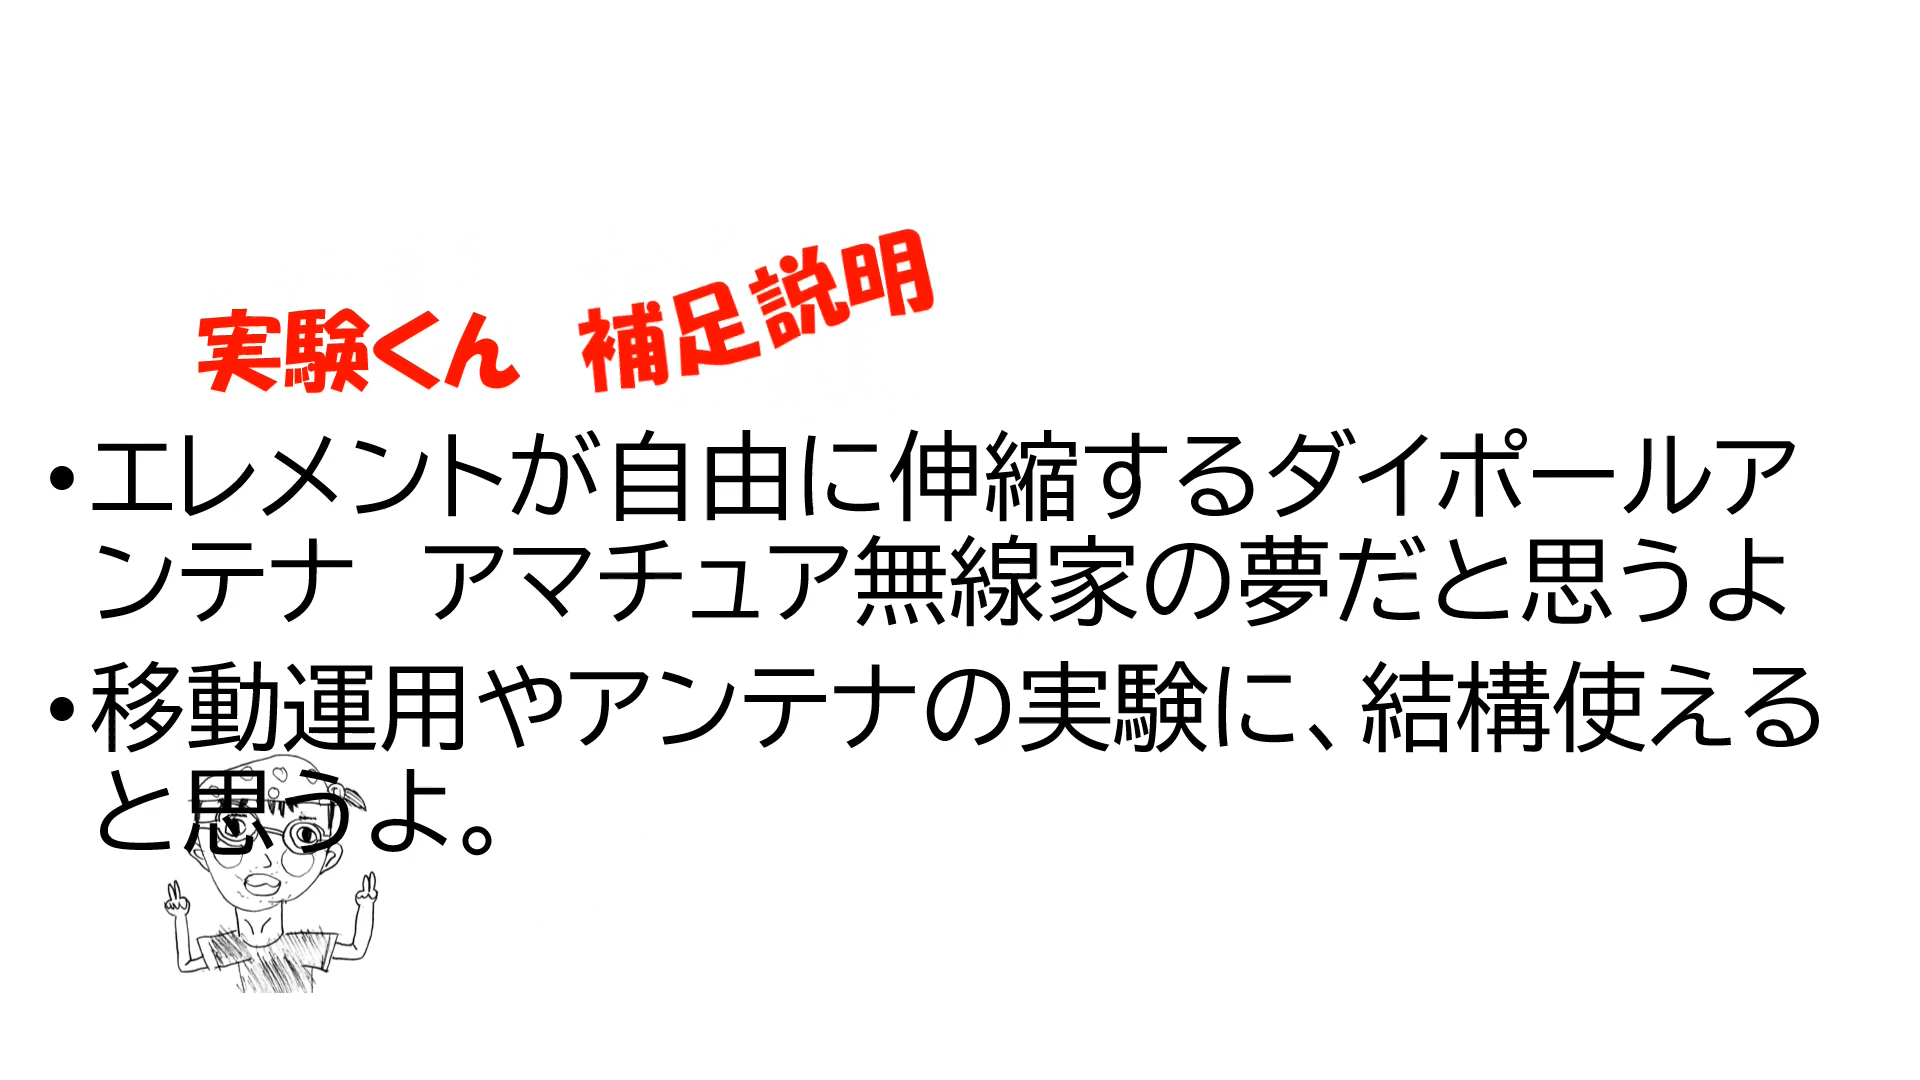 実験くん　補足説明
•エレメントが自由に伸縮するダイポールア
ンテナ　アマチュア無線家の夢だと思うよ
•移動運用やアンテナの実験に、結構使える
と思うよ。